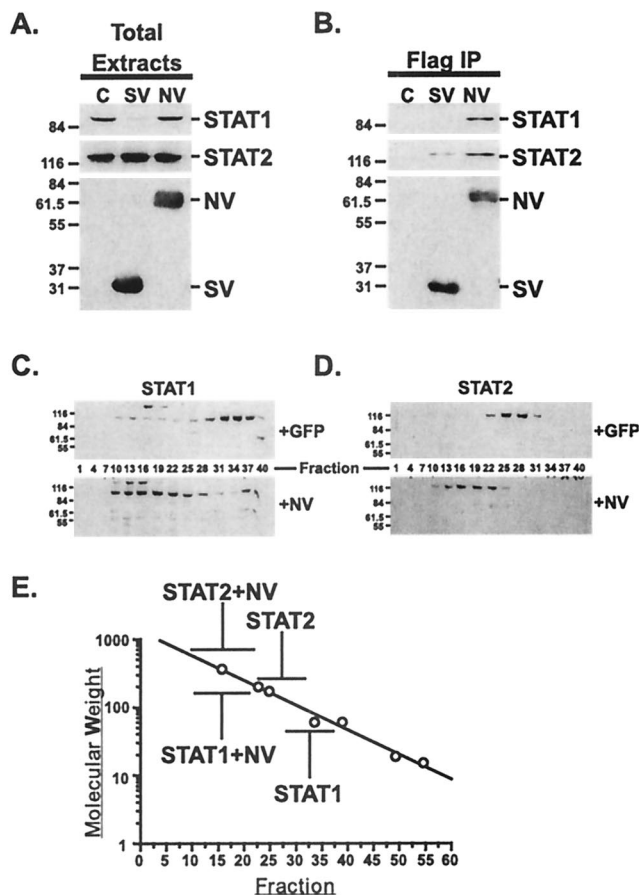 A.
Total
Extracts
C SV NV
84
STAT1
116
STAT2
84
61.5
55
37
31
NV
SV
B.
Flag IP
C SV NV
84
STAT1
116
STAT2
84
61.5
55
37
31
NV
SV
C.
STAT1
116
84
61.5
55
+GFP
1 4 7 10 13 16 19 22 25 28 31 34 37 40
116
84
61.5
55
+NV
Fraction
D.
STAT2
116
84
61.5
55
+GFP
1 4 7 10 13 16 19 22 25 28 31 34 37 40
116
84
61.5
55
+NV
E.
STAT2+NV
STAT2
STAT1+NV
STAT1
Molecular Weight
1000
100
10
1
0 5 10 15 20 25 30 35 40 45 50 55 60
Fraction